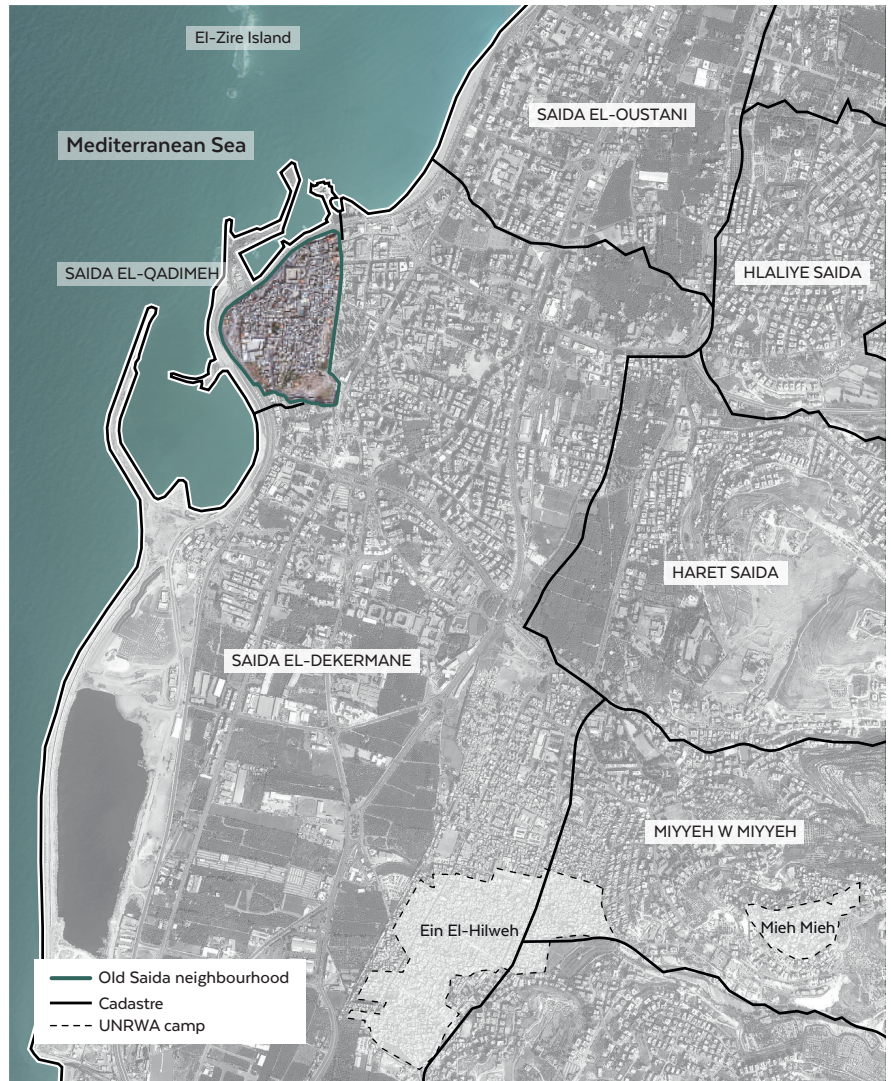 El-Zire Island
SAIDA EL-OUSTANI
Mediterranean Sea
SAIDA EL-QADIMEH
HLALIYE SAIDA
HARET SAIDA
SAIDA EL-DEKERMANE
MIYYEH W MIYYEH
Ein El-Hilweh
Mieh Mieh
Old Saida neighbourhood
Cadastre
UNRWA camp